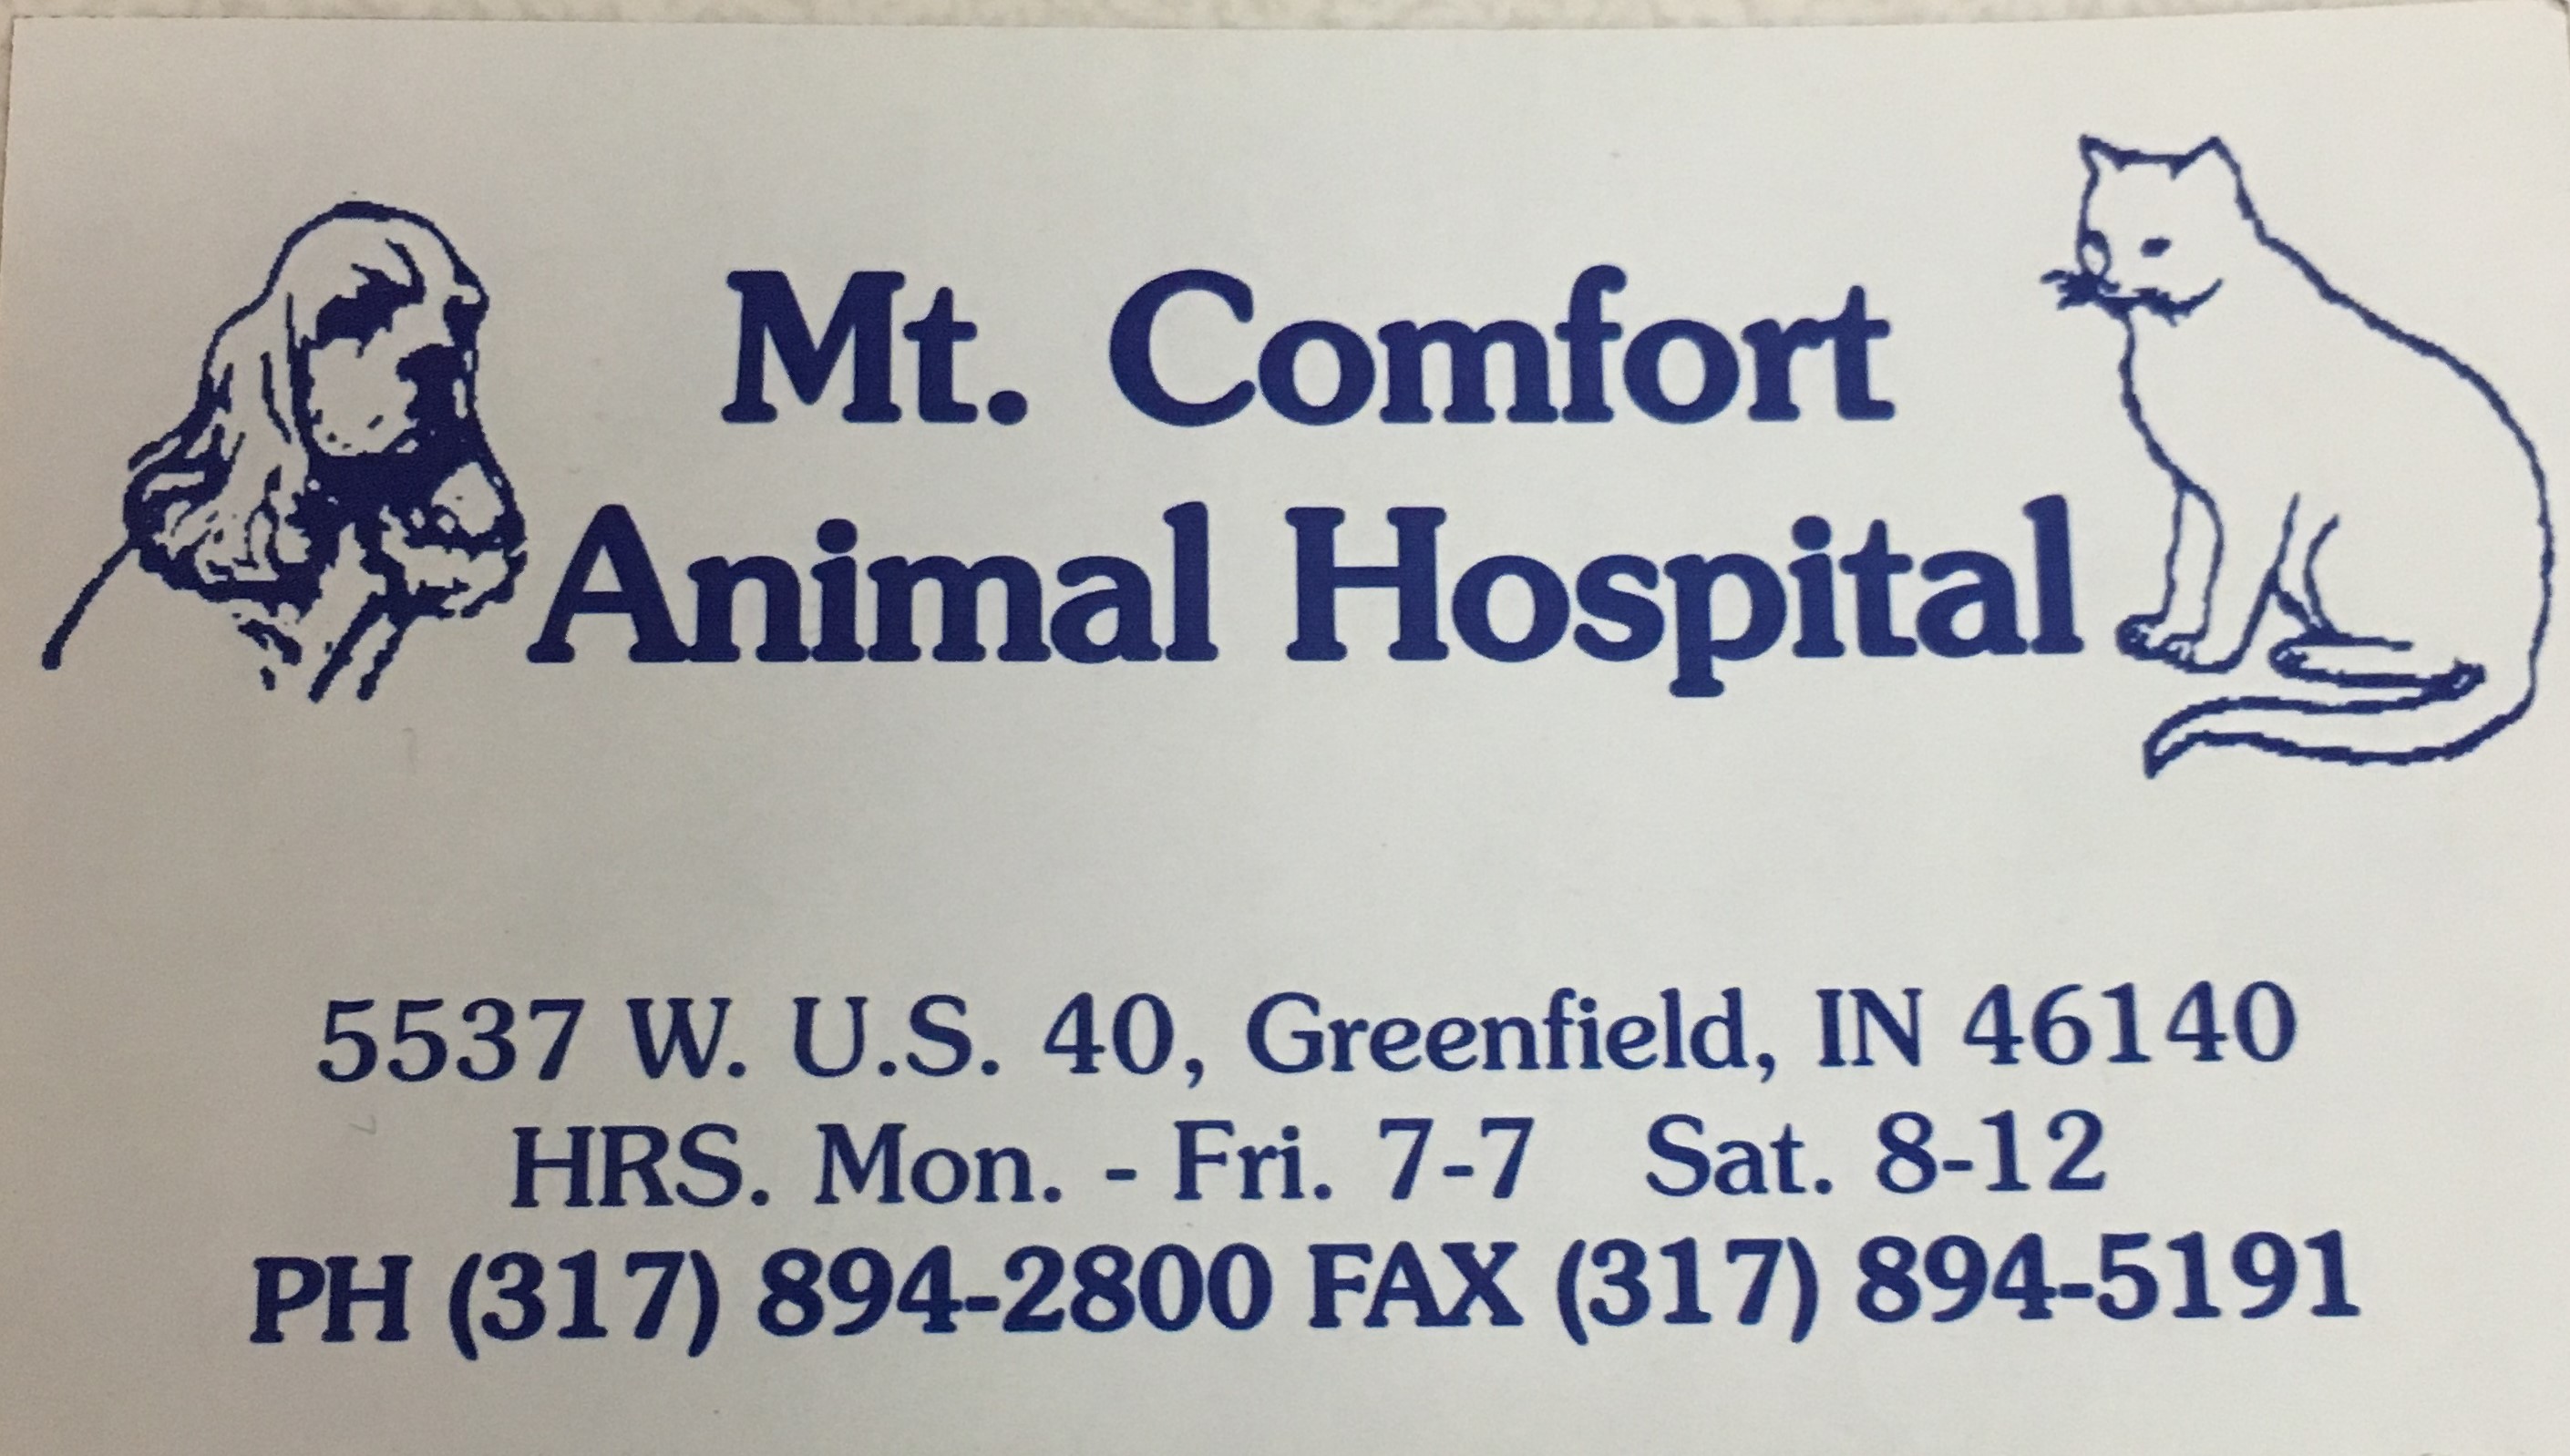 Mt. Comfort
Animal Hospital
5537 W. U.S. 40, Greenfield, IN 46140
HRS. Mon. - Fri. 7-7 Sat. 8-12
PH (317) 894-2800 FAX (317) 894-5191